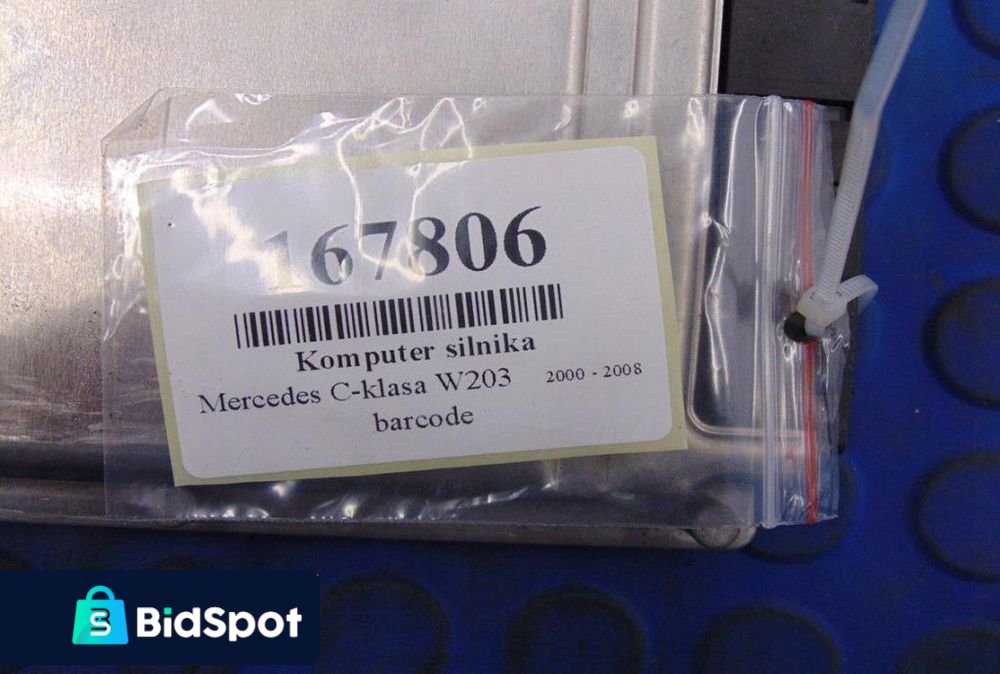 167806
Komputer silnika
Mercedes C-klasa W203 2000 - 2008
barcode
BidSpot